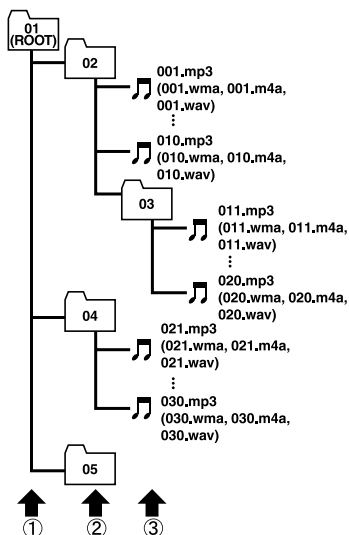 01
(ROOT)
02
001.mp3
(001.wma, 001.m4a,
001.wav)
...
010.mp3
(010.wma, 010.m4a,
010.wav)
03
011.mp3
(011.wma, 011.m4a,
011.wav)
...
020.mp3
(020.wma, 020.m4a,
020.wav)
04
021.mp3
(021.wma, 021.m4a,
021.wav)
...
030.mp3
(030.wma, 030.m4a,
030.wav)
05
① ② ③